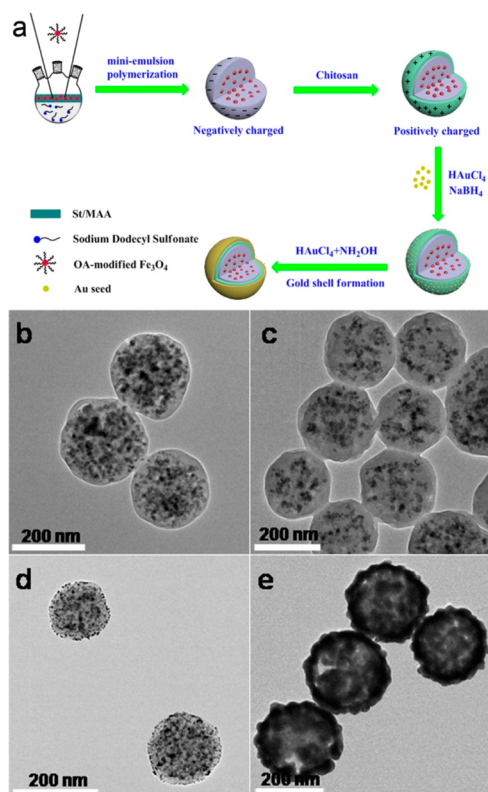 a
mini-emulsion
polymerization
Chitosan
Negatively charged
Positively charged
HAuCl4
NaBH4
St/MAA
Sodium Dodecyl Sulfonate
OA-modified Fe3O4
Au seed
HAuCl4+NH2OH
Gold shell formation
b
200 nm
c
200 nm
d
200 nm
e
200 nm